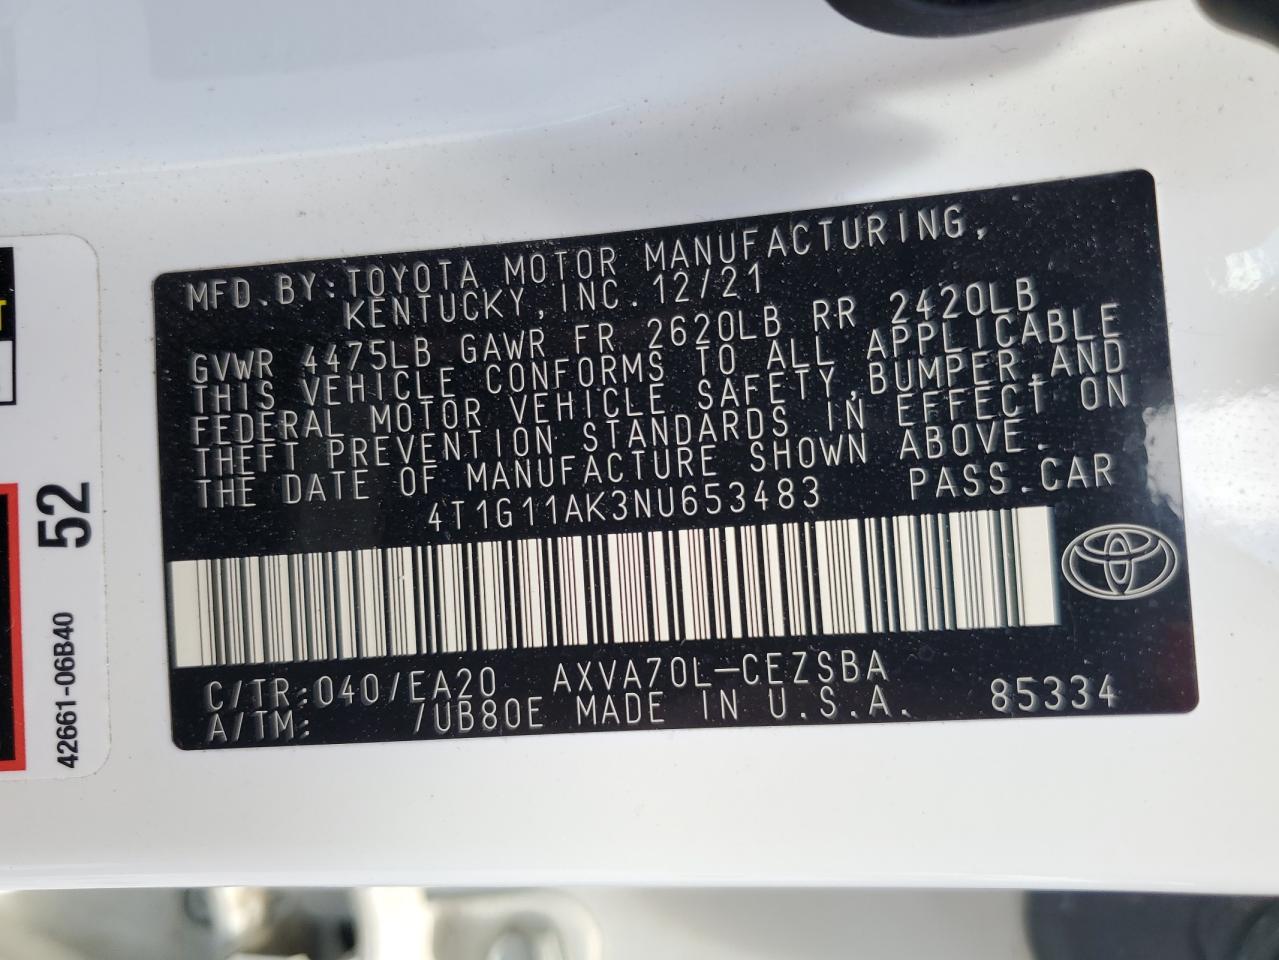 MFD.BY:TOYOTA MOTOR MANUFACTURING,
KENTUCKY,INC. 12/21
GVWR 4475LB GAWR FR 2620LB RR 2420LB
THIS VEHICLE CONFORMS TO ALL APPLICABLE
FEDERAL MOTOR VEHICLE SAFETY,BUMPER,AND
THEFT PREVENTION STANDARDS IN EFFECT ON
THE DATE OF MANUFACTURE SHOWN ABOVE.
4T1G11AK3NU653483 PASS.CAR
C/TR:040/EA20 AXVA70L-CEZSBA
A/TM: /UB80E MADE IN U.S.A. 85334
52
42661-06B40